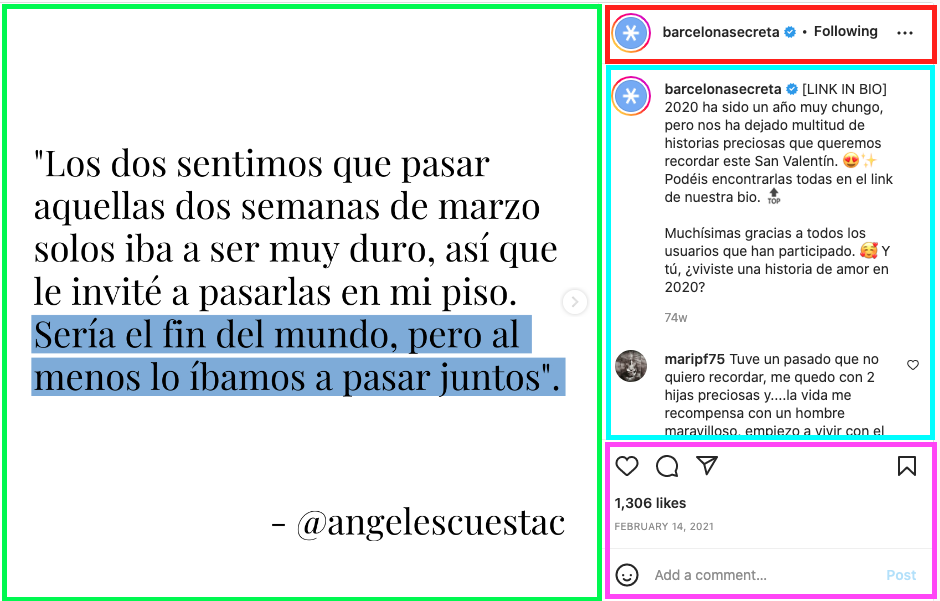 "Los dos sentimos que pasar
aquellas dos semanas de marzo
solos iba a ser muy duro, así que
le invité a pasarlas en mi piso.
Sería el fin del mundo, pero al
menos lo íbamos a pasar juntos".
- @angelescuestac
barcelonasecreta • Following
barcelonasecreta [LINK IN BIO]
2020 ha sido un año muy chungo,
pero nos ha dejado multitud de
historias preciosas que queremos
recordar este San Valentín. 😍✨
Podéis encontrarlas todas en el link
de nuestra bio. 🔝
Muchísimas gracias a todos los
usuarios que han participado. 🥰 Y
tú, ¿viviste una historia de amor en
2020?
74w
maripf75 Tuve un pasado que no
quiero recordar, me quedo con 2
hijas preciosas y....la vida me
recompensa con un hombre
maravilloso, empiezo a vivir con el
1,306 likes
FEBRUARY 14, 2021
Add a comment...
Post